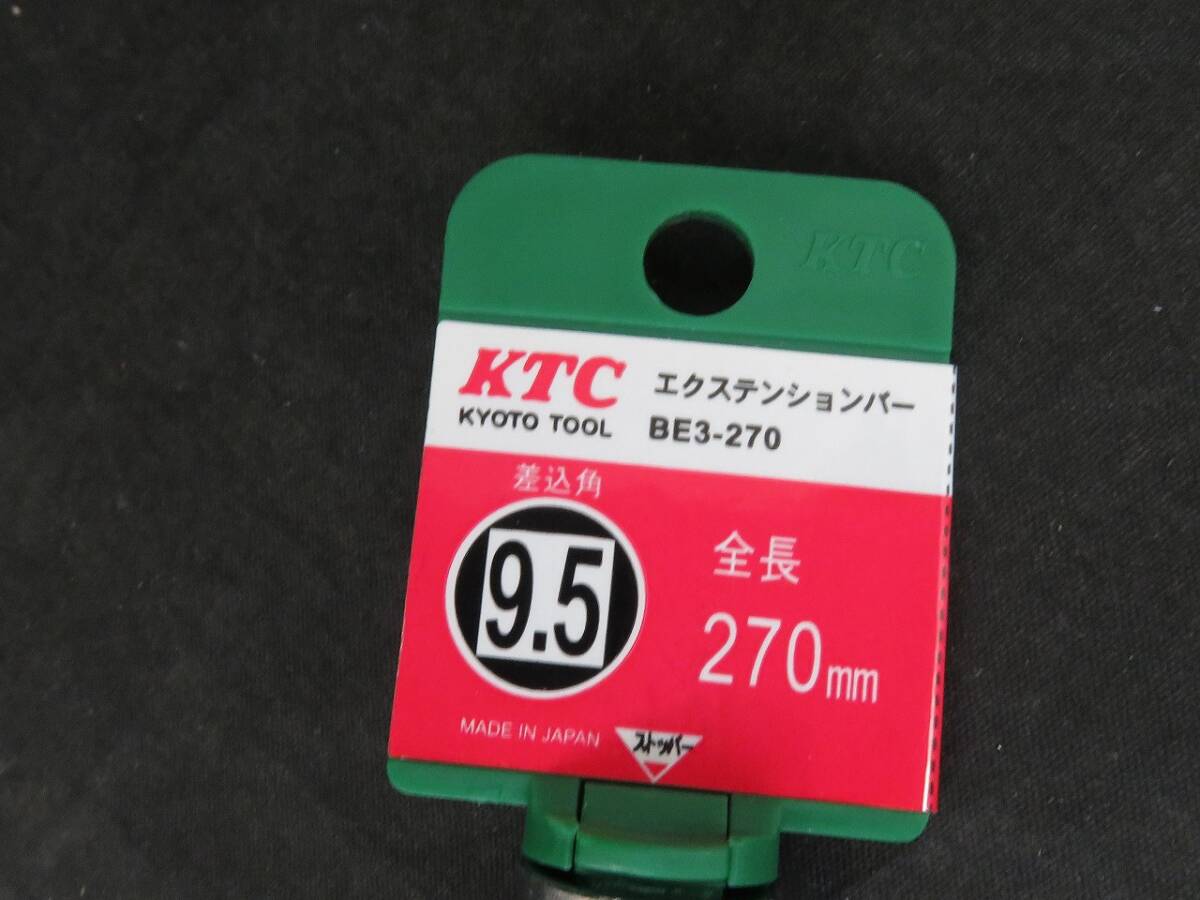 KTC
KTC エクステンションバー
KYOTO TOOL BE3-270
差込角
9.5
全長
270mm
MADE IN JAPAN
ストッパー